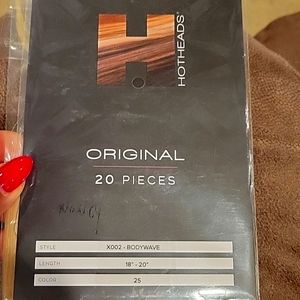 HOTHEADS®
ORIGINAL
20 PIECES
STYLE X002 - BODYWAVE
LENGTH 18" - 20"
COLOR 25